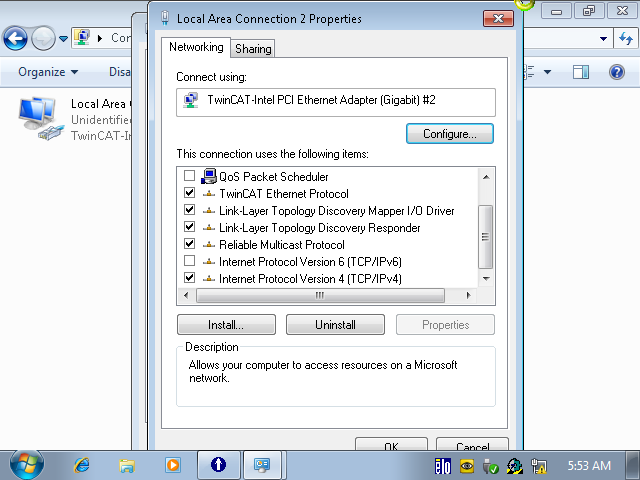 Local Area Connection 2 Properties
Con
Organize
Disa
Local Area C
Unidentified
TwinCAT-In
Networking
Sharing
Connect using:
TwinCAT-Intel PCI Ethernet Adapter (Gigabit) #2
Configure...
This connection uses the following items:
QoS Packet Scheduler
TwinCAT Ethernet Protocol
Link-Layer Topology Discovery Mapper I/O Driver
Link-Layer Topology Discovery Responder
Reliable Multicast Protocol
Internet Protocol Version 6 (TCP/IPv6)
Internet Protocol Version 4 (TCP/IPv4)
Install...
Uninstall
Properties
Description
Allows your computer to access resources on a Microsoft
network.
OK
Cancel
5:53 AM